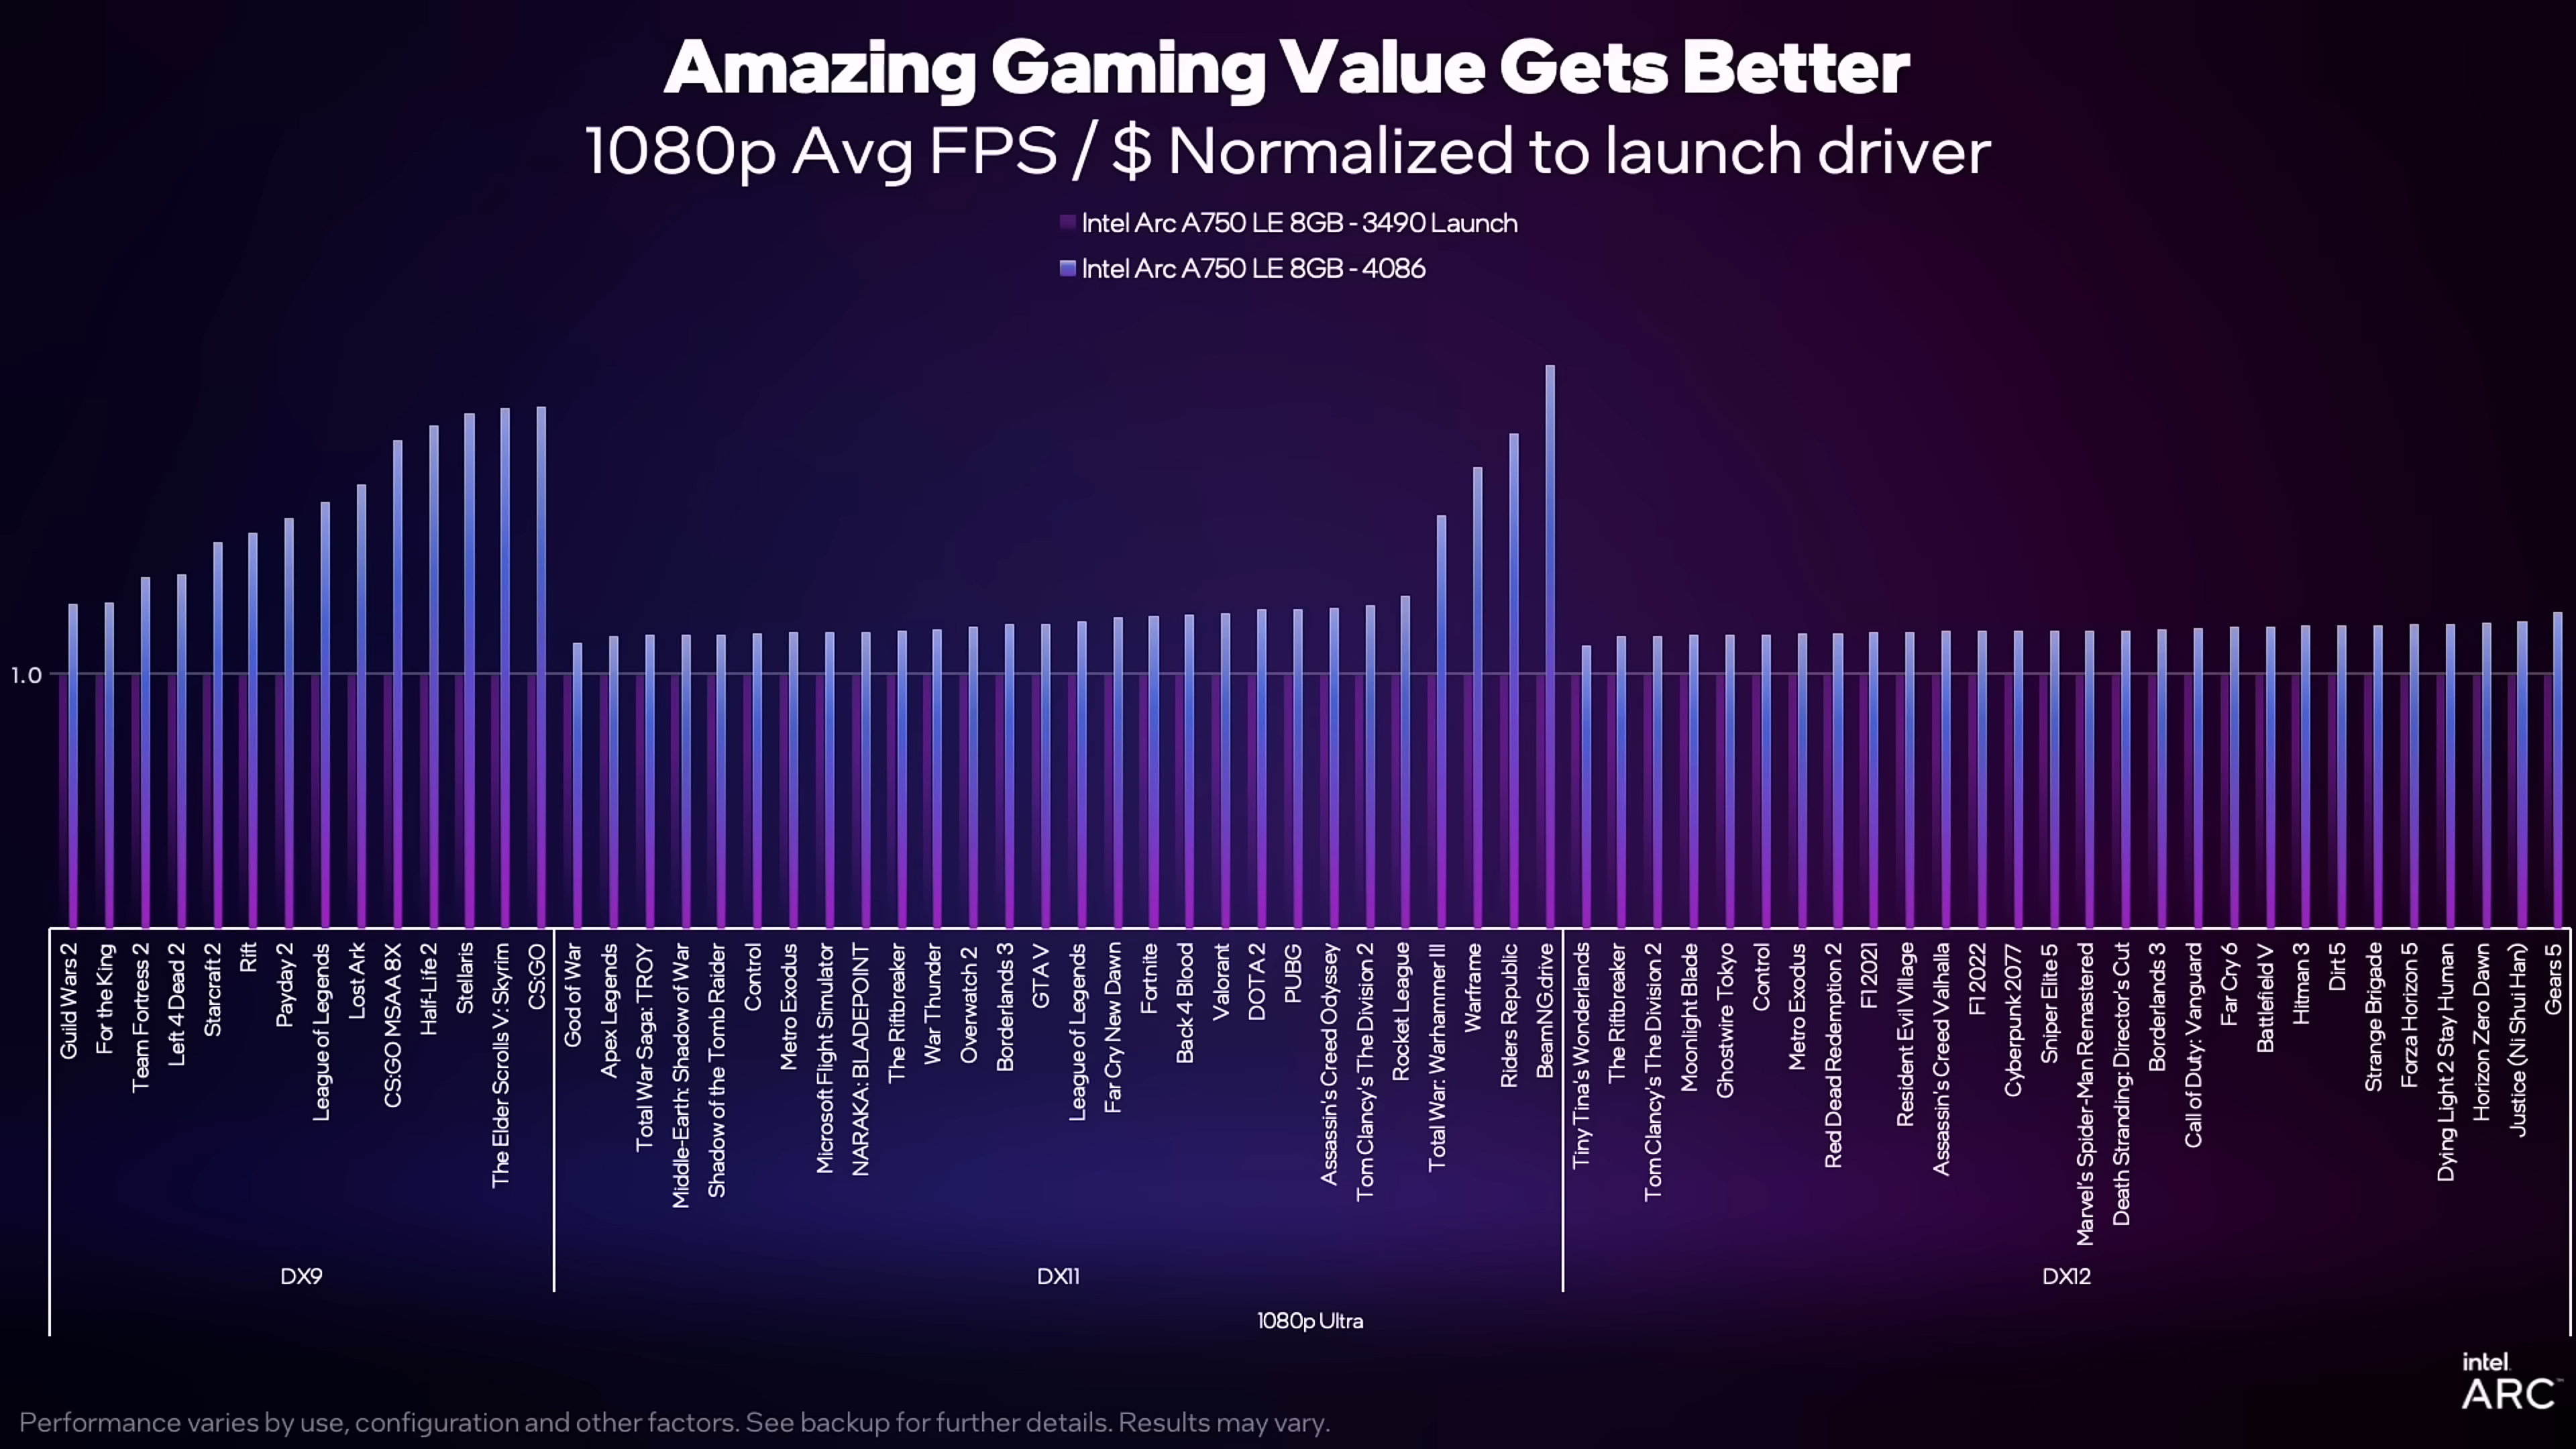 Amazing Gaming Value Gets Better
1080p Avg FPS / $ Normalized to launch driver
Intel Arc A750 LE 8GB - 3490 Launch
Intel Arc A750 LE 8GB - 4086
1.0
Guild Wars 2
For the King
Team Fortress 2
Left 4 Dead 2
Starcraft 2
Rift
Payday 2
League of Legends
Lost Ark
CS:GO MSAA 8X
Half-Life 2
Stellaris
The Elder Scrolls V: Skyrim
CS:GO
God of War
Apex Legends
Total War Saga: TROY
Middle-Earth: Shadow of War
Shadow of the Tomb Raider
Control
Metro Exodus
Microsoft Flight Simulator
NARAKA: BLADEPOINT
The Riftbreaker
War Thunder
Overwatch 2
Borderlands 3
GTA V
League of Legends
Far Cry New Dawn
Fortnite
Back 4 Blood
Valorant
DOTA 2
PUBG
Assassin's Creed Odyssey
Tom Clancy's The Division 2
Rocket League
Total War: Warhammer III
Warframe
Riders Republic
BeamNG.drive
Tiny Tina's Wonderlands
The Riftbreaker
Tom Clancy's The Division 2
Moonlight Blade
Ghostwire Tokyo
Control
Metro Exodus
Red Dead Redemption 2
F1 2021
Resident Evil Village
Assassin's Creed Valhalla
F1 2022
Cyberpunk 2077
Sniper Elite 5
Marvel's Spider-Man Remastered
Death Stranding: Director's Cut
Borderlands 3
Call of Duty: Vanguard
Far Cry 6
Battlefield V
Hitman 3
Dirt 5
Strange Brigade
Forza Horizon 5
Dying Light 2 Stay Human
Horizon Zero Dawn
Justice (Ni Shui Han)
Gears 5
DX9
DX11
DX12
1080p Ultra
intel.
ARC™
Performance varies by use, configuration and other factors. See backup for further details. Results may vary.